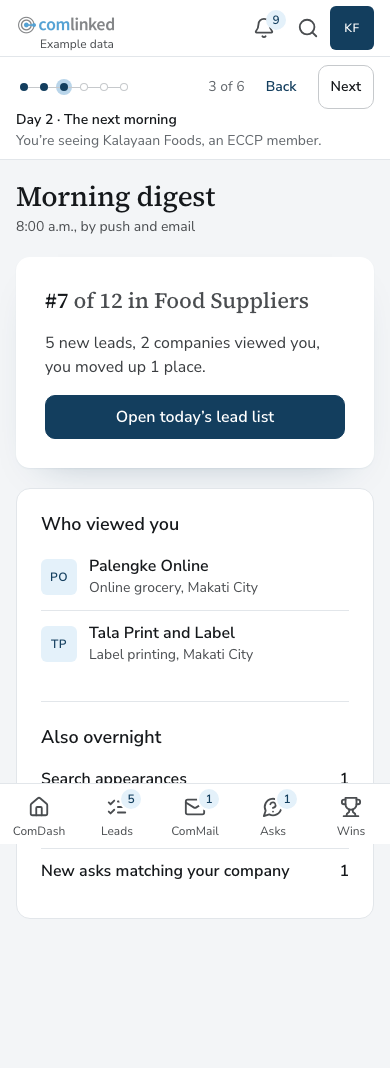 comlinked
Example data
9
KF
3 of 6
Back
Next
Day 2 · The next morning
You’re seeing Kalayaan Foods, an ECCP member.
Morning digest
8:00 a.m., by push and email
#7 of 12 in Food Suppliers
5 new leads, 2 companies viewed you,
you moved up 1 place.
Open today’s lead list
Who viewed you
PO
Palengke Online
Online grocery, Makati City
TP
Tala Print and Label
Label printing, Makati City
Also overnight
Search appearances 1
5
1
1
ComDash
Leads
ComMail
Asks
Wins
New asks matching your company 1